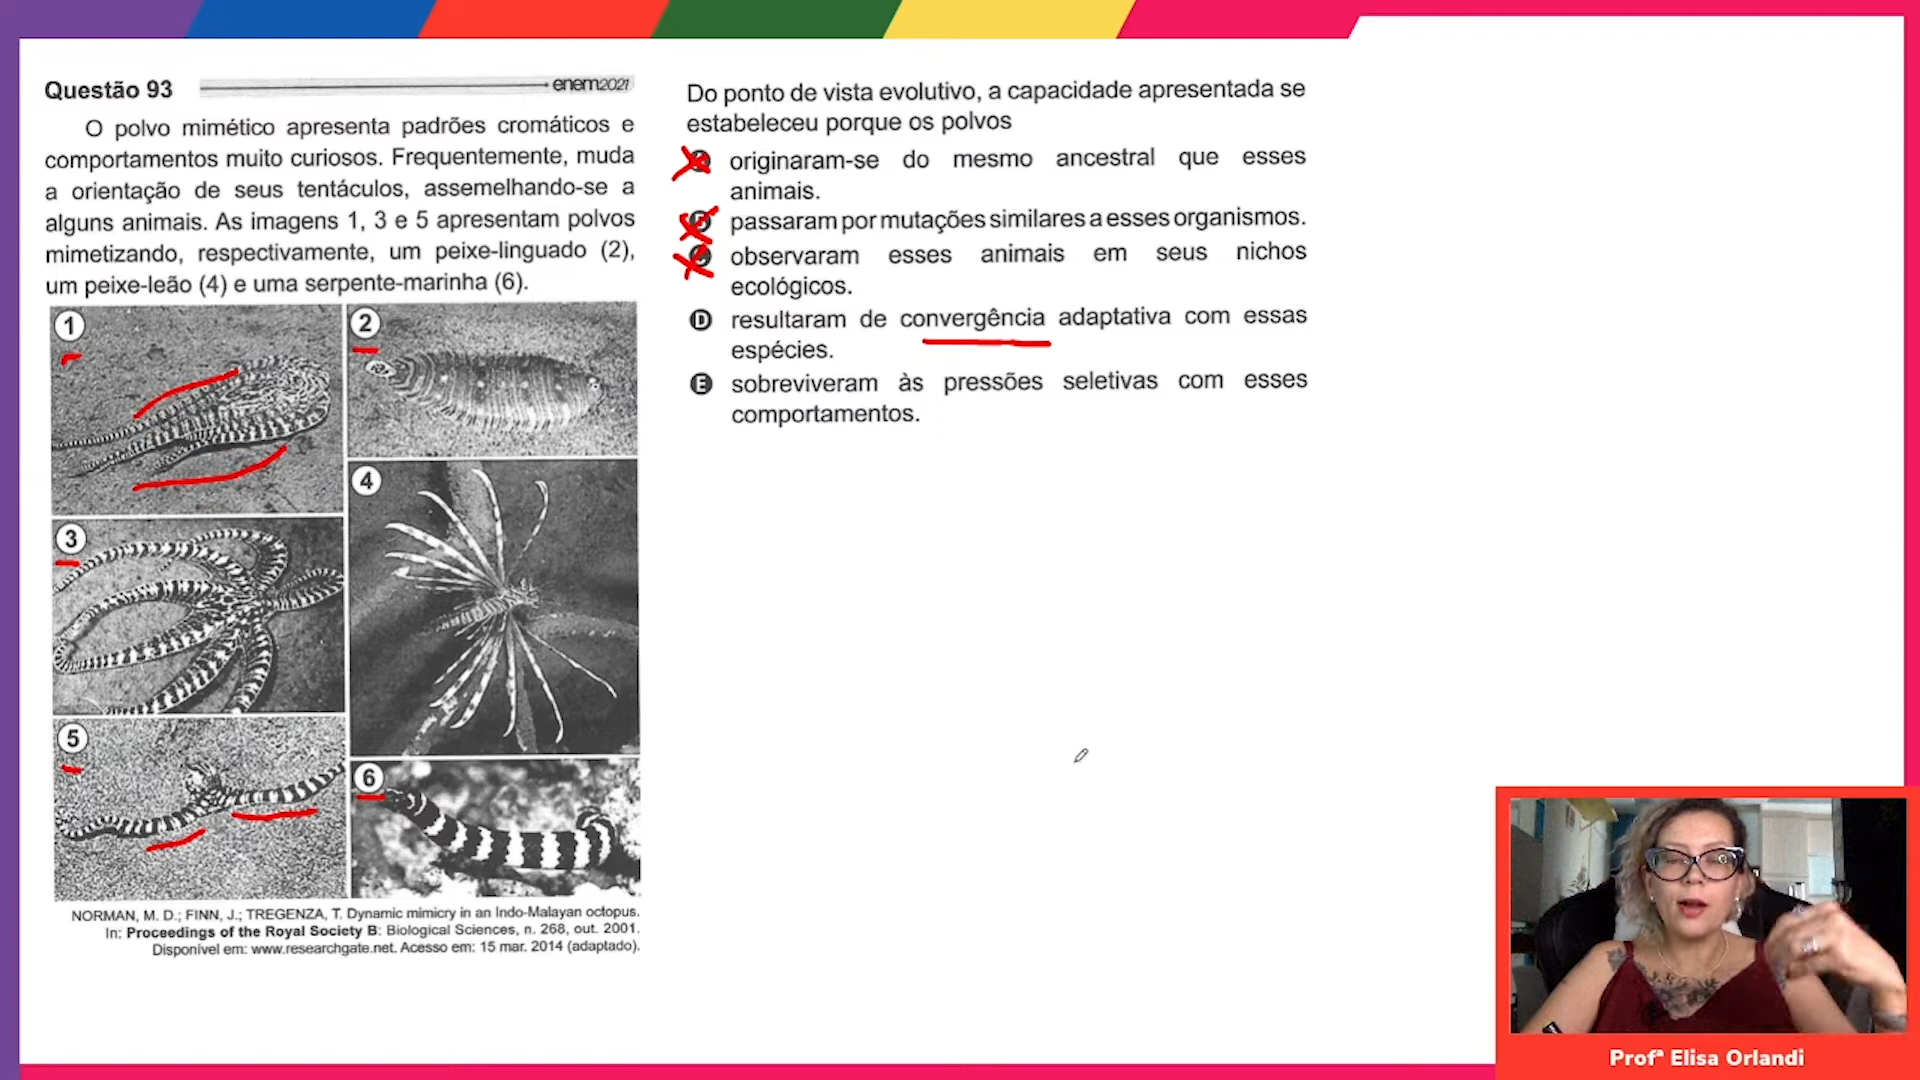 Questão 93
enem2021
O polvo mimético apresenta padrões cromáticos e
comportamentos muito curiosos. Frequentemente, muda
a orientação de seus tentáculos, assemelhando-se a
alguns animais. As imagens 1, 3 e 5 apresentam polvos
mimetizando, respectivamente, um peixe-linguado (2),
um peixe-leão (4) e uma serpente-marinha (6).
1
2
3
4
5
6
NORMAN, M. D.; FINN, J.; TREGENZA, T. Dynamic mimicry in an Indo-Malayan octopus.
In: Proceedings of the Royal Society B: Biological Sciences, n. 268, out. 2001.
Disponível em: www.researchgate.net. Acesso em: 15 mar. 2014 (adaptado).
Do ponto de vista evolutivo, a capacidade apresentada se
estabeleceu porque os polvos
originaram-se do mesmo ancestral que esses
animais.
passaram por mutações similares a esses organismos.
observaram esses animais em seus nichos
ecológicos.
D resultaram de convergência adaptativa com essas
espécies.
E sobreviveram às pressões seletivas com esses
comportamentos.
Profª Elisa Orlandi